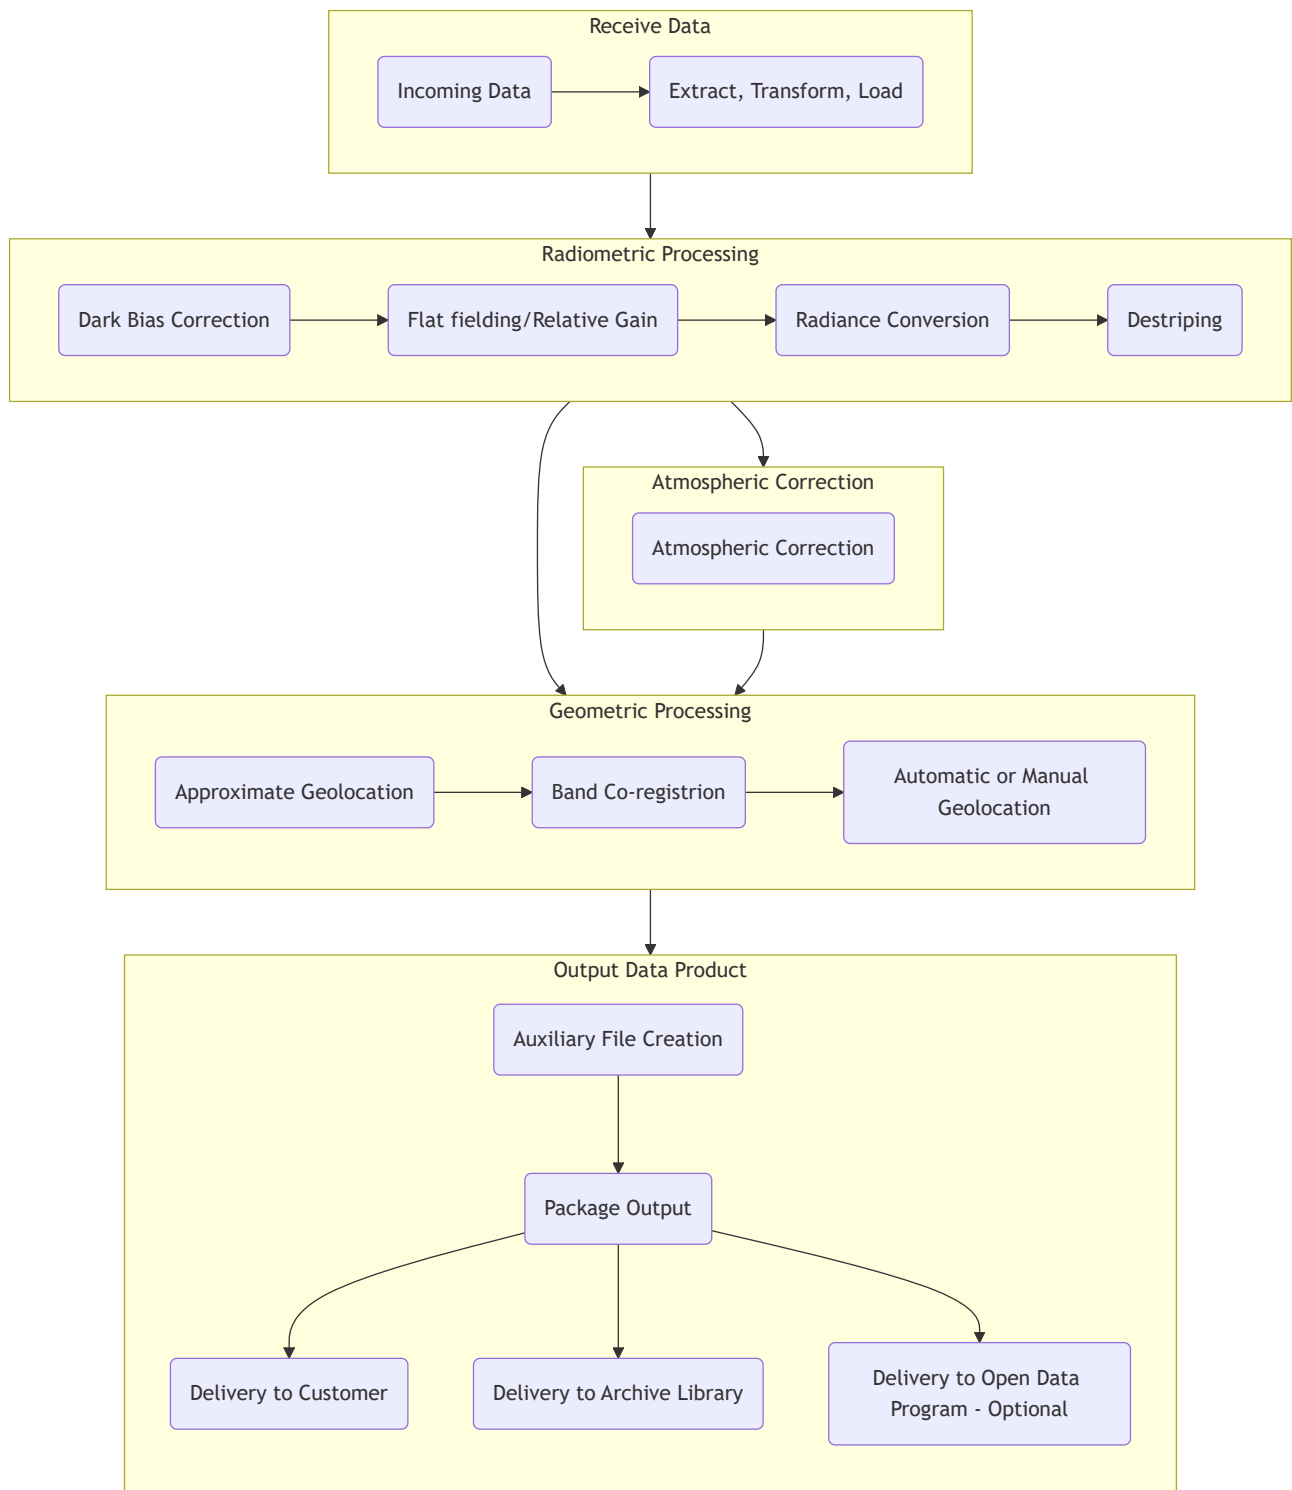 Receive Data
Incoming Data
Extract, Transform, Load
Radiometric Processing
Dark Bias Correction
Flat fielding/Relative Gain
Radiance Conversion
Destriping
Atmospheric Correction
Atmospheric Correction
Geometric Processing
Approximate Geolocation
Band Co-registrion
Automatic or Manual
Geolocation
Output Data Product
Auxiliary File Creation
Package Output
Delivery to Customer
Delivery to Archive Library
Delivery to Open Data
Program - Optional